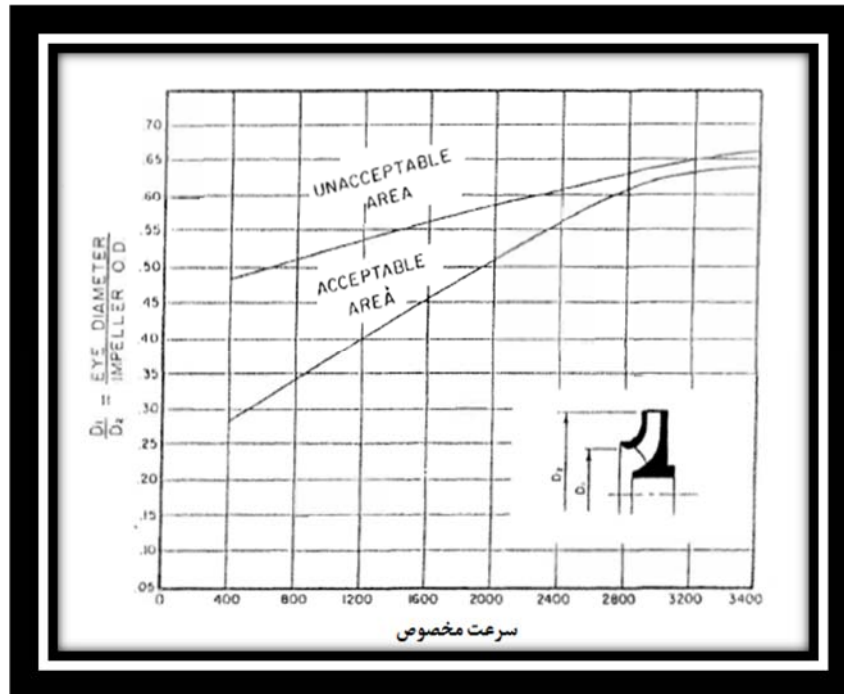 .70
.65
.60
.55
.50
.45
.40
.35
.30
.25
.20
.15
.10
.05
D₁/D₂ = EYE DIAMETER / IMPELLER O.D.
UNACCEPTABLE
AREA
ACCEPTABLE
AREA
D₂
D₁
0 400 800 1200 1600 2000 2400 2800 3200 3400
سرعت مخصوص